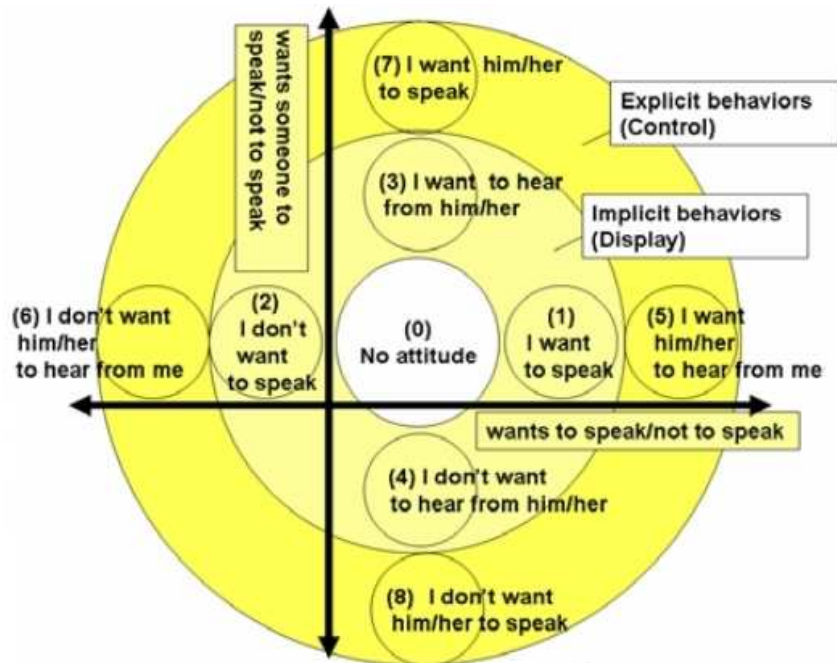 wants someone to
speak/not to speak
(7) I want him/her
to speak
Explicit behaviors
(Control)
(3) I want to hear
from him/her
Implicit behaviors
(Display)
(6) I don't want
him/her
to hear from me
(2)
I don't
want
to speak
(0)
No attitude
(1)
I want
to speak
(5) I want
him/her
to hear from me
wants to speak/not to speak
(4) I don't want
to hear from him/her
(8) I don't want
him/her to speak